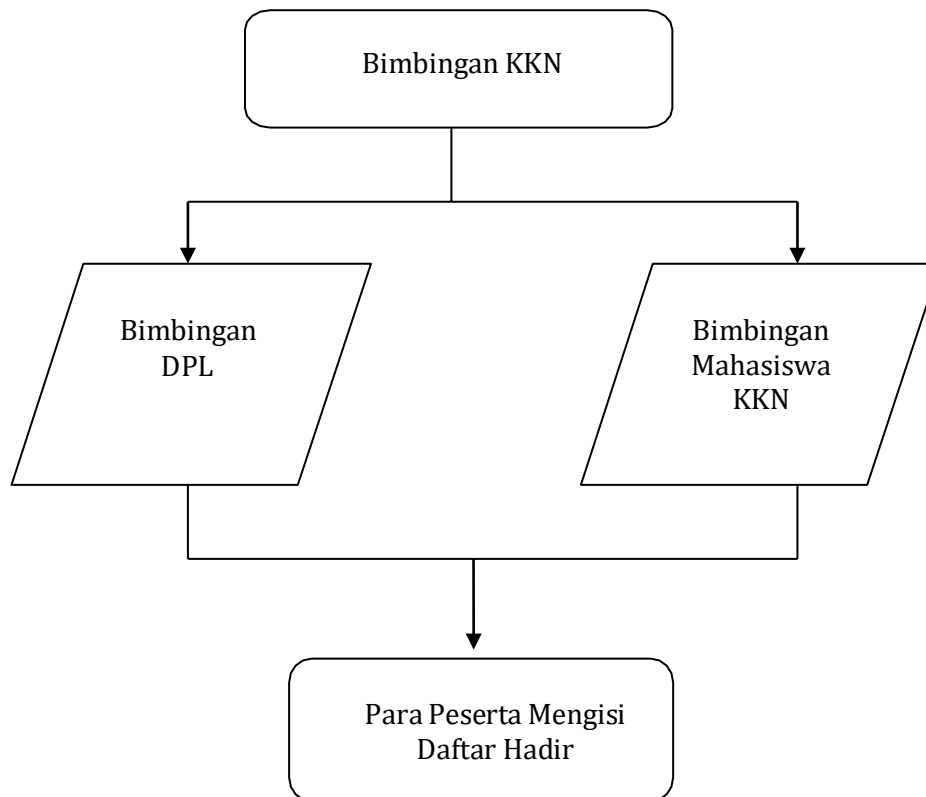 Bimbingan KKN
Bimbingan
DPL
Bimbingan
Mahasiswa
KKN
Para Peserta Mengisi
Daftar Hadir